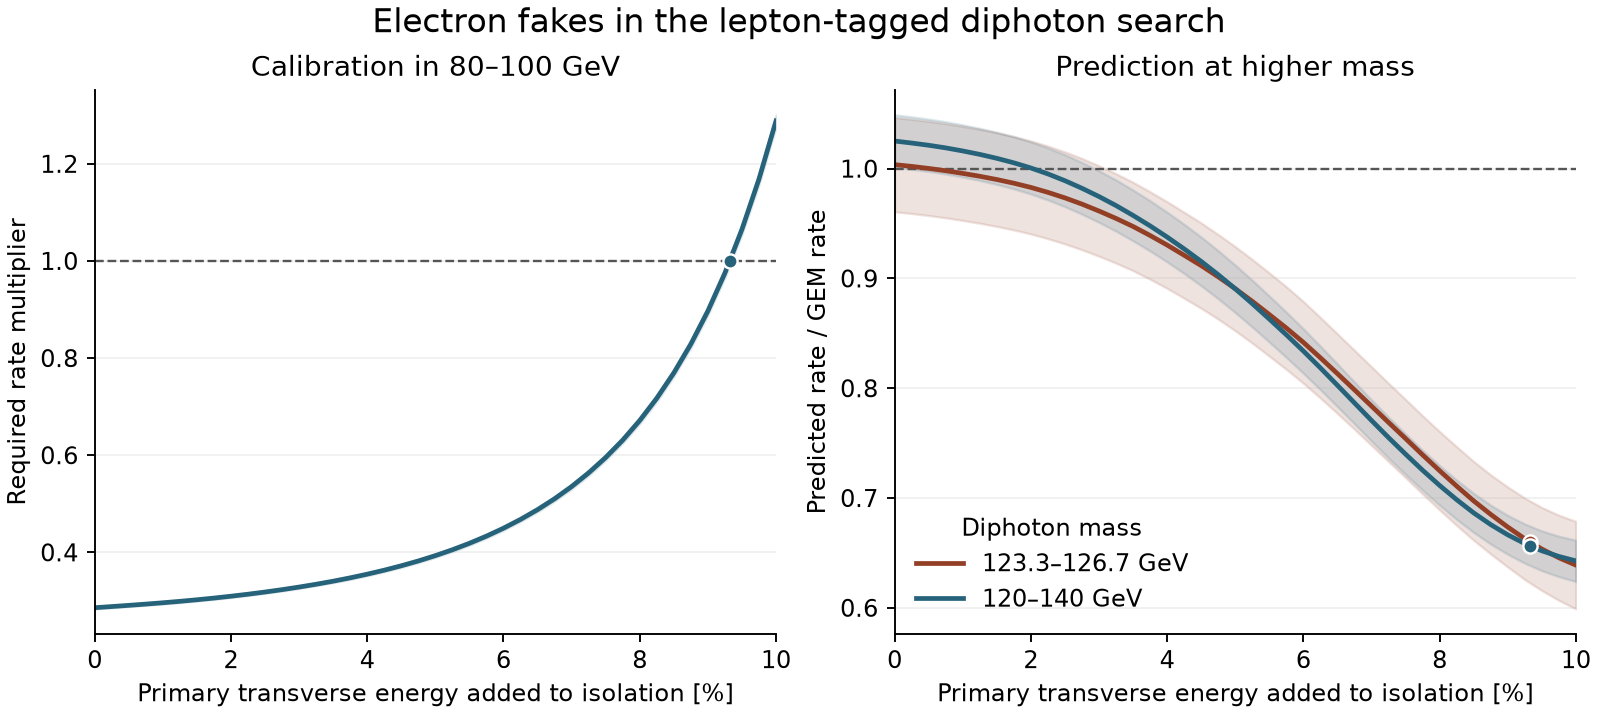 Electron fakes in the lepton-tagged diphoton search
Calibration in 80–100 GeV
Required rate multiplier
1.2
1.0
0.8
0.6
0.4
0 2 4 6 8 10
Primary transverse energy added to isolation [%]
Prediction at higher mass
Predicted rate / GEM rate
1.0
0.9
0.8
0.7
0.6
Diphoton mass
123.3–126.7 GeV
120–140 GeV
0 2 4 6 8 10
Primary transverse energy added to isolation [%]